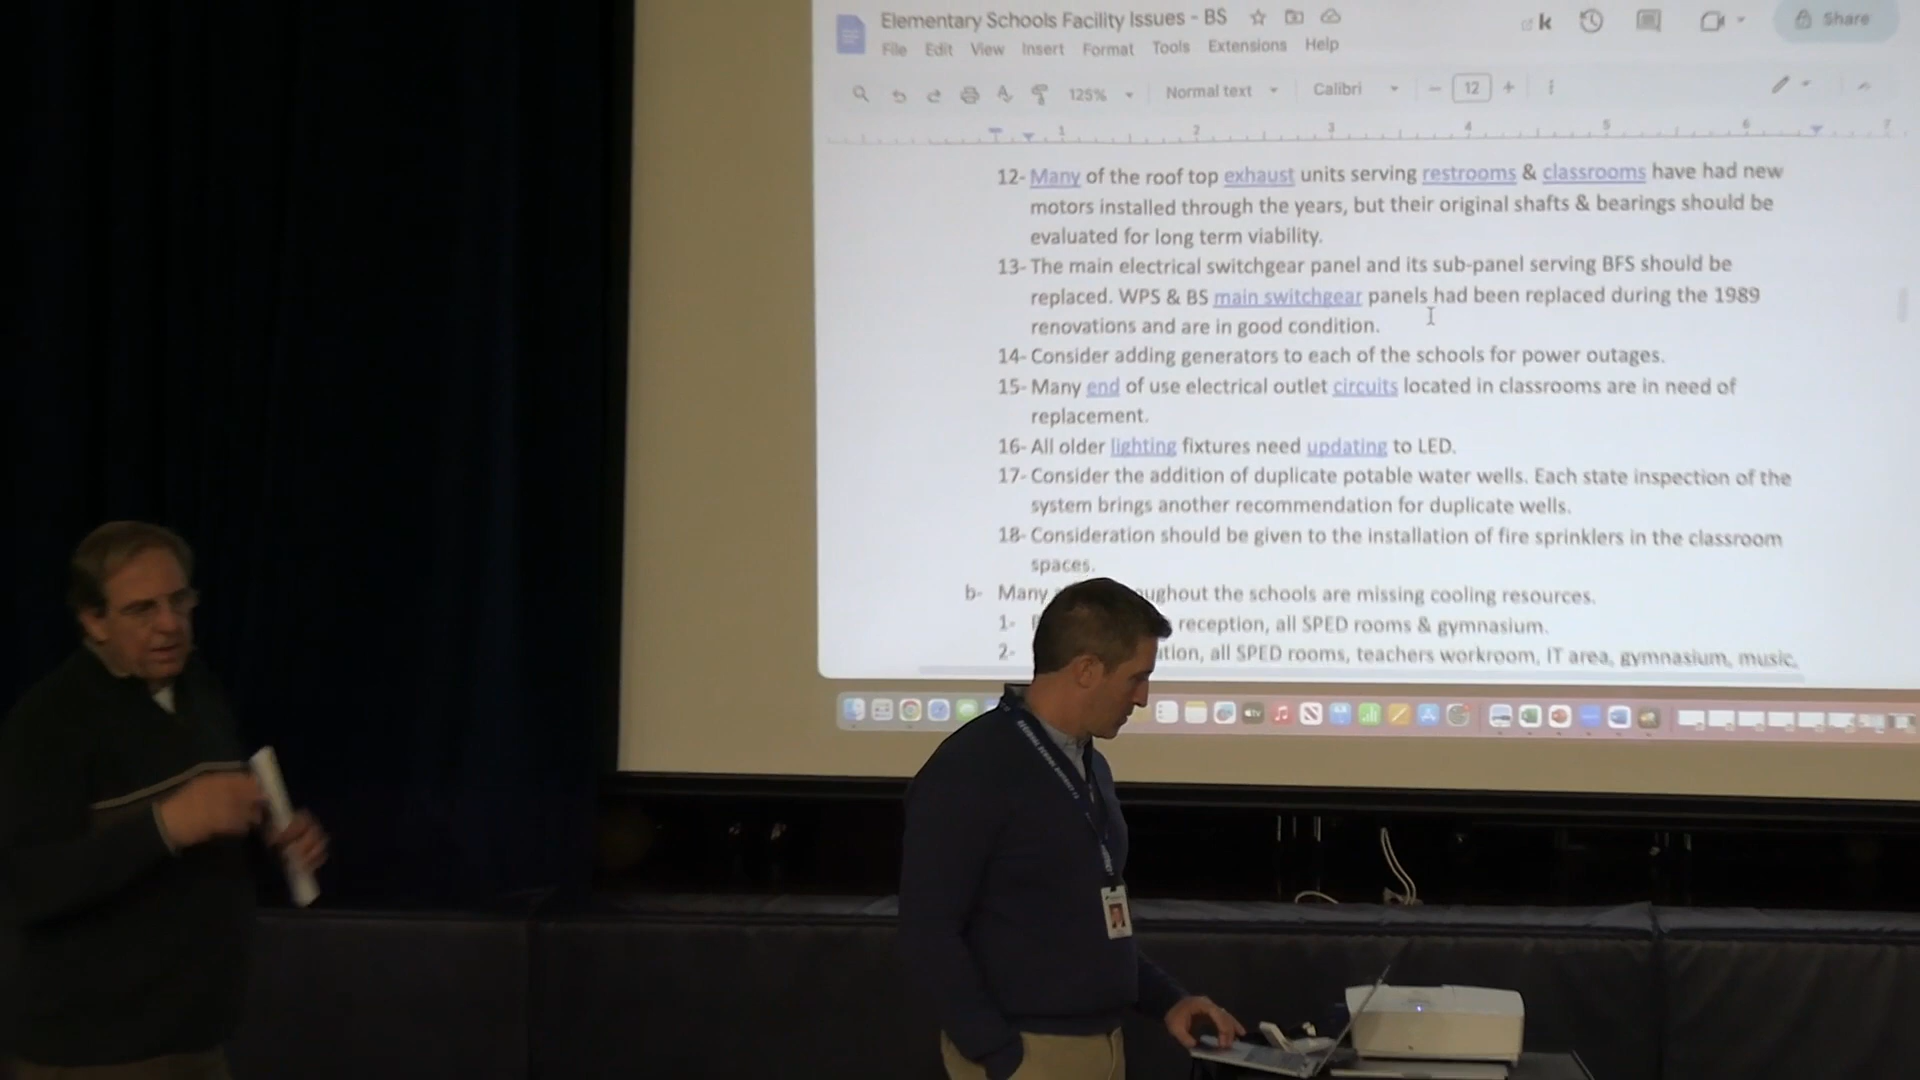 Elementary Schools Facility Issues - BS
k
Share
File Edit View Insert Format Tools Extensions Help
125% Normal text Calibri 12
1 2 3 4 5 6 7
12- Many of the roof top exhaust units serving restrooms & classrooms have had new
motors installed through the years, but their original shafts & bearings should be
evaluated for long term viability.
13- The main electrical switchgear panel and its sub-panel serving BFS should be
replaced. WPS & BS main switchgear panels had been replaced during the 1989
renovations and are in good condition.
14- Consider adding generators to each of the schools for power outages.
15- Many end of use electrical outlet circuits located in classrooms are in need of
replacement.
16- All older lighting fixtures need updating to LED.
17- Consider the addition of duplicate potable water wells. Each state inspection of the
system brings another recommendation for duplicate wells.
18- Consideration should be given to the installation of fire sprinklers in the classroom
spaces.
b- Many the schools are missing cooling resources.
1- reception, all SPED rooms & gymnasium.
2- all SPED rooms, teachers workroom, IT area, gymnasium, music,